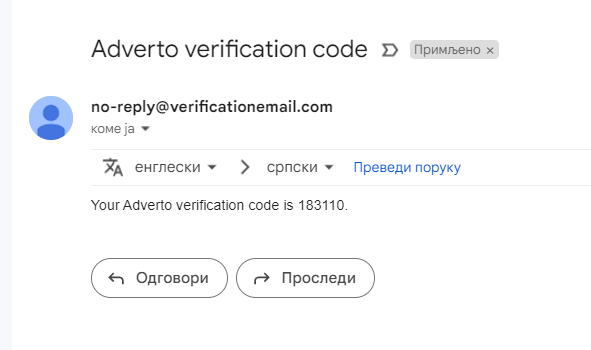 Adverto verification code Примљено ×
no-reply@verificationemail.com
коме ја
енглески > српски Преведи поруку
Your Adverto verification code is 183110.
Одговори Проследи